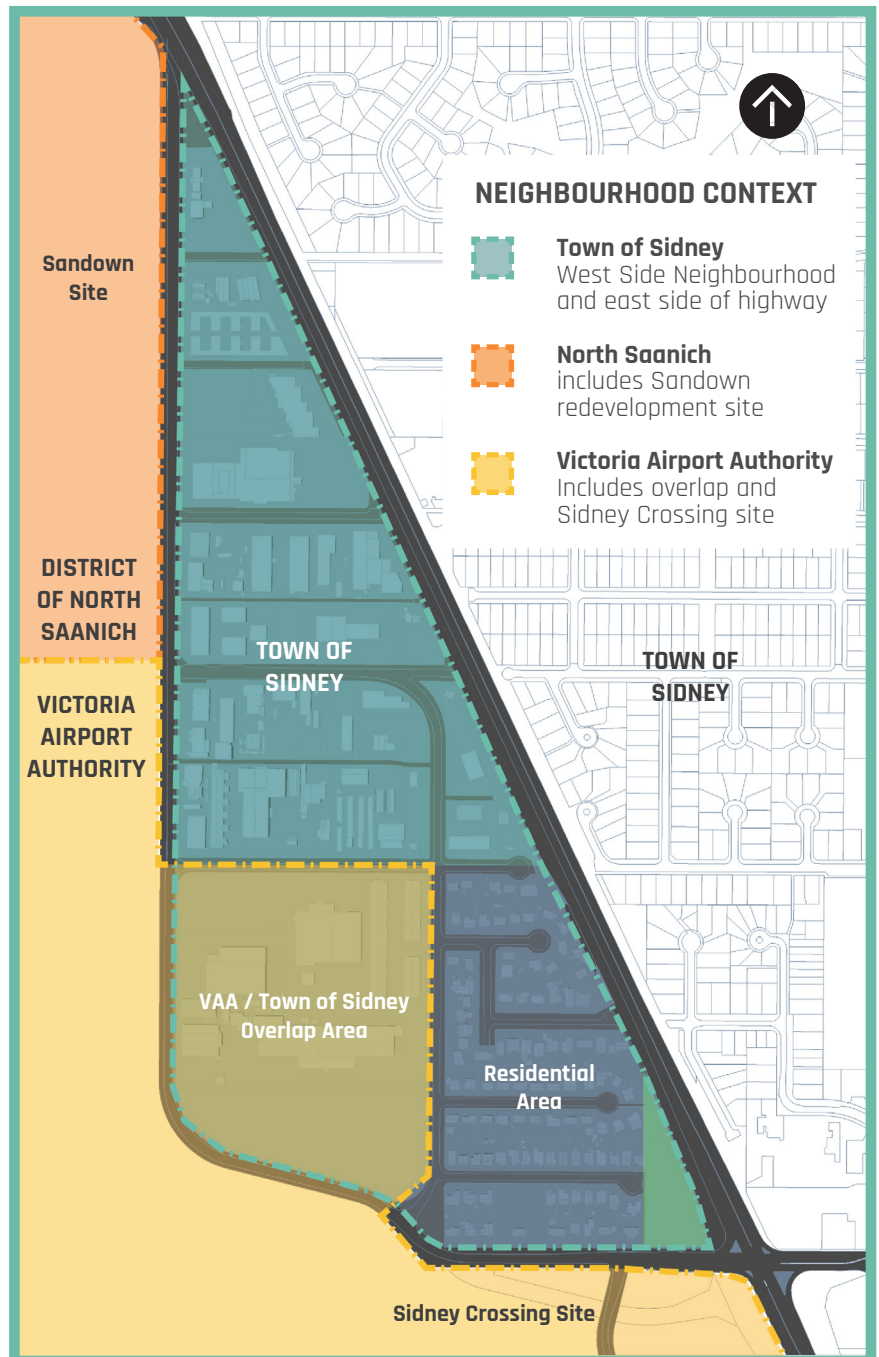 NEIGHBOURHOOD CONTEXT
Town of Sidney
West Side Neighbourhood
and east side of highway
North Saanich
includes Sandown
redevelopment site
Victoria Airport Authority
Includes overlap and
Sidney Crossing site
Sandown
Site
DISTRICT
OF NORTH
SAANICH
VICTORIA
AIRPORT
AUTHORITY
TOWN OF
SIDNEY
TOWN OF
SIDNEY
VAA / Town of Sidney
Overlap Area
Residential
Area
Sidney Crossing Site